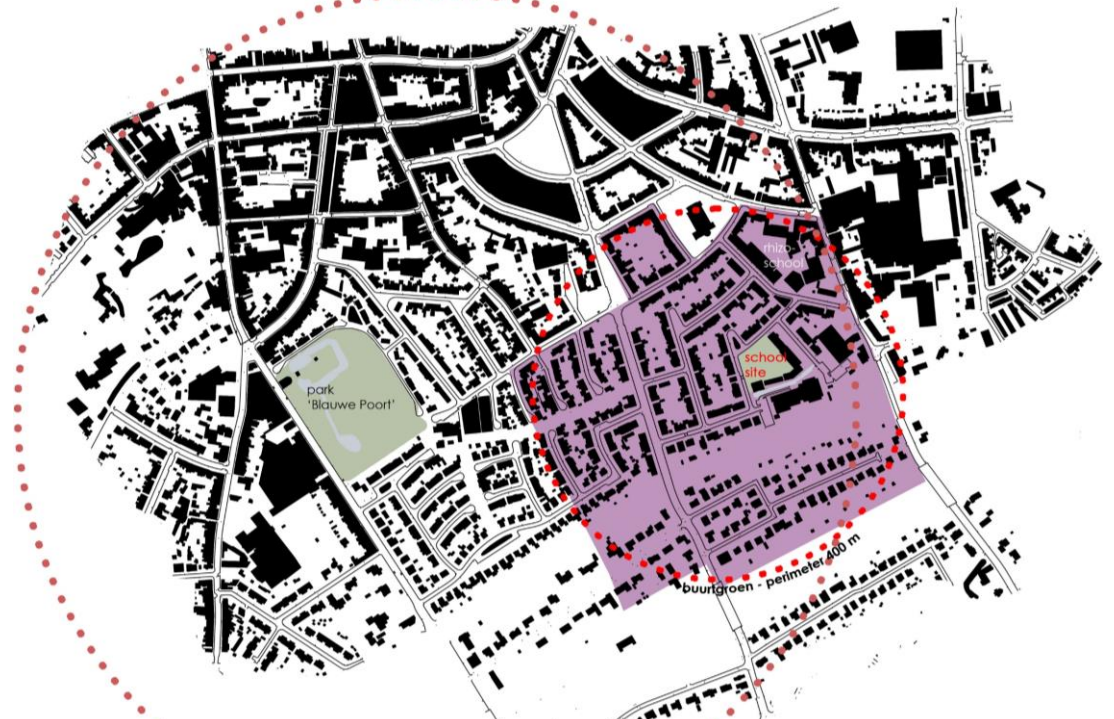 rhizo-
school
school
site
park
'Blauwe Poort'
buurtgroen - perimeter 400 m